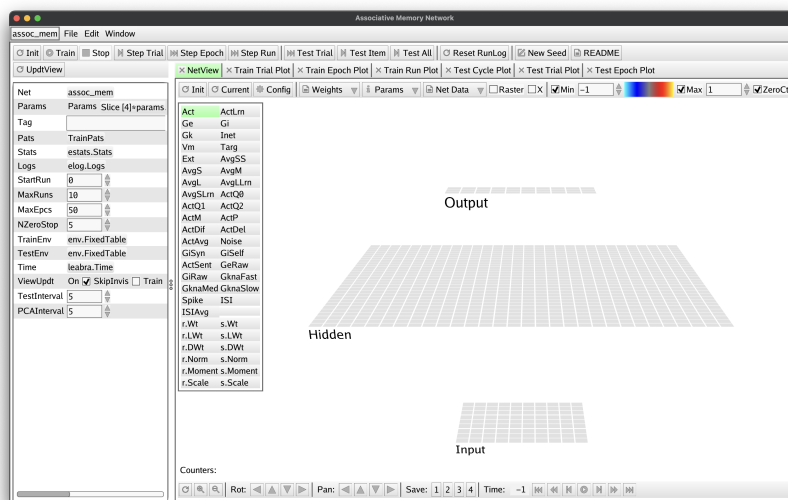 Associative Memory Network
assoc_mem File Edit Window
Init Train Stop Step Trial Step Epoch Step Run Test Trial Test Item Test All Reset RunLog New Seed README
UpdtView
NetView Train Trial Plot Train Epoch Plot Train Run Plot Test Cycle Plot Test Trial Plot Test Epoch Plot
Init Current Config Weights Params Net Data Raster X Min -1 Max 1 ZeroCt
Net assoc_mem
Params Params Slice [4]*params.
Tag
Pats TrainPats
Stats estats.Stats
Logs elog.Logs
StartRun 0
MaxRuns 10
MaxEpcs 50
NZeroStop 5
TrainEnv env.FixedTable
TestEnv env.FixedTable
Time leabra.Time
ViewUpdt On SkipInvis Train
TestInterval 5
PCAInterval 5
Act ActLrn
Ge Gi
Gk Inet
Vm Targ
Ext AvgSS
AvgS AvgM
AvgL AvgLLrn
AvgSLrn ActQ0
ActQ1 ActQ2
ActM ActP
ActDif ActDel
ActAvg Noise
GiSyn GiSelf
ActSent GeRaw
GiRaw GknaFast
GknaMed GknaSlow
Spike ISI
ISIAvg
r.Wt s.Wt
r.LWt s.LWt
r.DWt s.DWt
r.Norm s.Norm
r.Moment s.Moment
r.Scale s.Scale
Output
Hidden
Input
Counters:
Rot: Pan: Save: 1 2 3 4 Time: -1